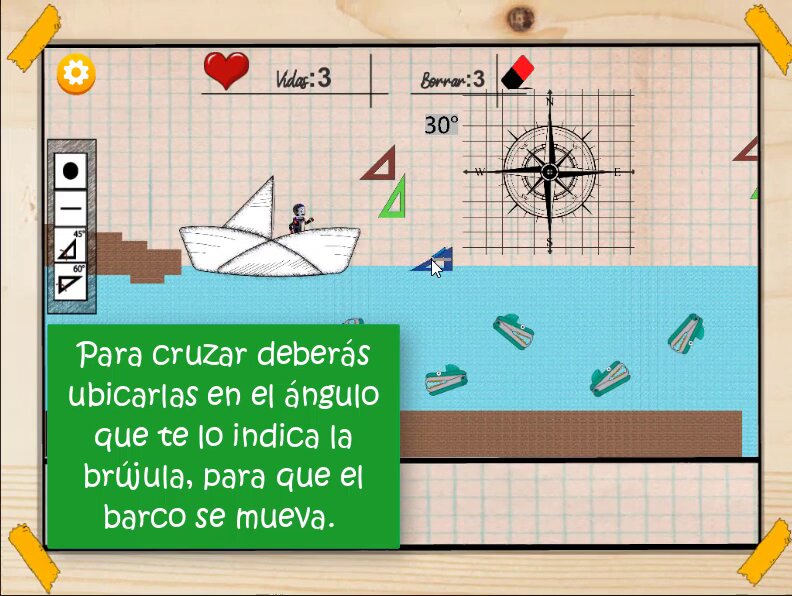 Vidas:3
Borrar:3
30°
N
W
E
S
45°
60°
Para cruzar deberás
ubicarlas en el ángulo
que te lo indica la
brújula, para que el
barco se mueva.